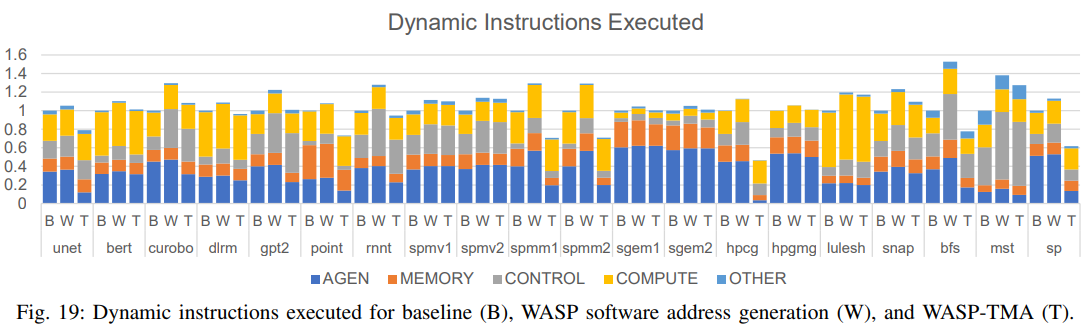 Dynamic Instructions Executed
1.6
1.4
1.2
1
0.8
0.6
0.4
0.2
0
B W T B W T B W T B W T B W T B W T B W T B W T B W T B W T B W T B W T B W T B W T B W T B W T B W T B W T B W T B W T
unet bert curobo dlrm gpt2 point rnnt spmv1 spmv2 spmm1 spmm2 sgem1 sgem2 hpcg hpgmg lulesh snap bfs mst sp
AGEN MEMORY CONTROL COMPUTE OTHER
Fig. 19: Dynamic instructions executed for baseline (B), WASP software address generation (W), and WASP-TMA (T).